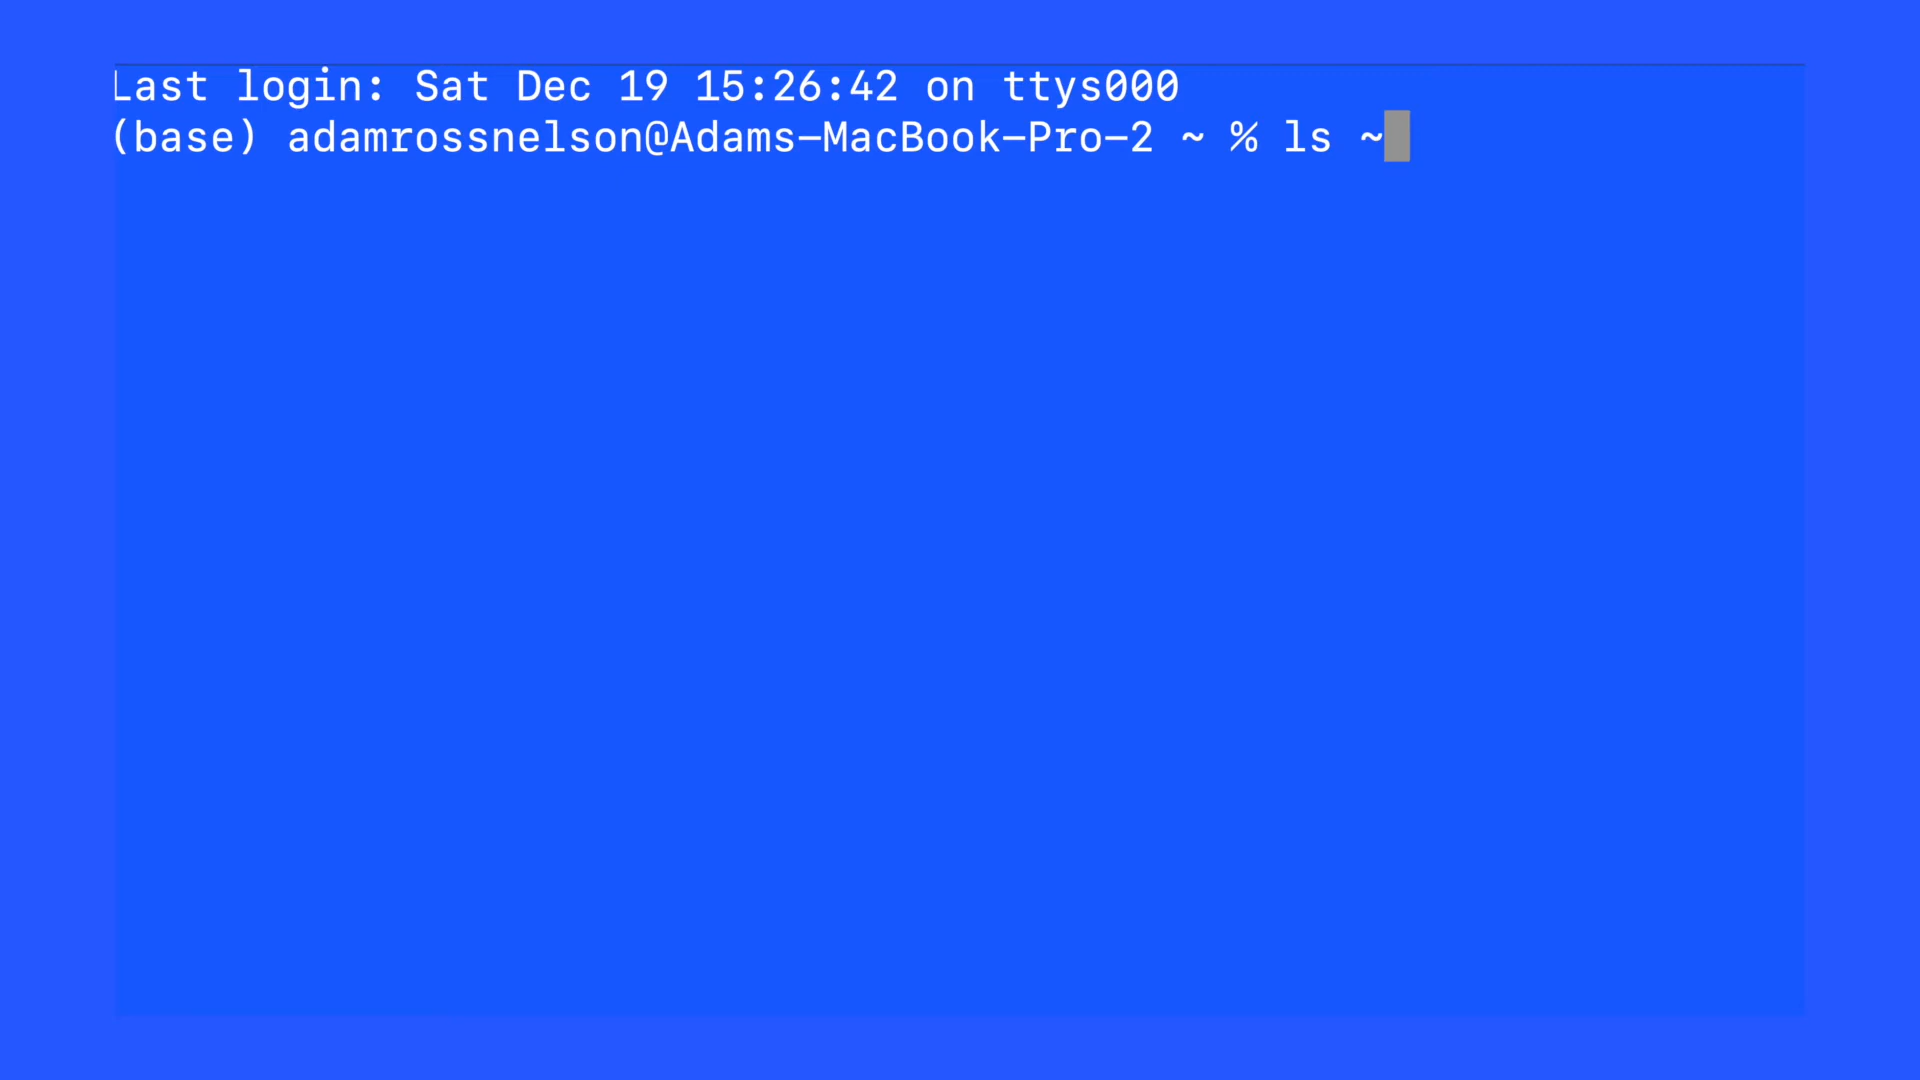 Last login: Sat Dec 19 15:26:42 on ttys000
(base) adamrossnelson@Adams-MacBook-Pro-2 ~ % ls ~